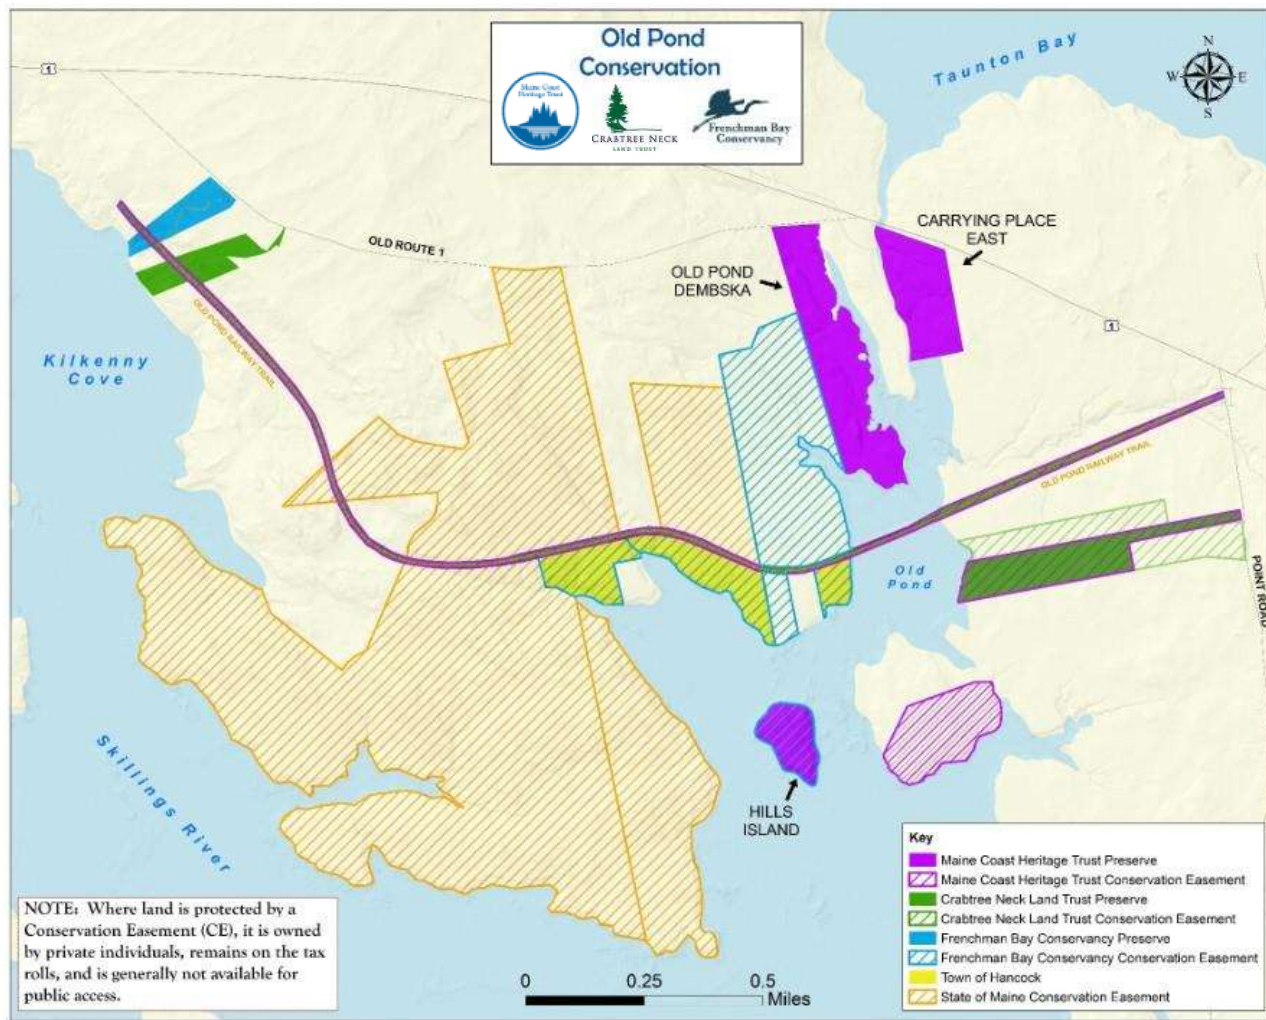 Old Pond
Conservation
Maine Coast
Heritage Trust
CRABTREE NECK
LAND TRUST
Frenchman Bay
Conservancy
Taunton Bay
N
W
E
S
1
OLD ROUTE 1
CARRYING PLACE
EAST
OLD POND
DEMBSKA
1
Kilkenny
Cove
OLD POND RAILWAY TRAIL
OLD POND RAILWAY TRAIL
Old
Pond
POINT ROAD
Skillings River
HILLS
ISLAND
Key
Maine Coast Heritage Trust Preserve
Maine Coast Heritage Trust Conservation Easement
Crabtree Neck Land Trust Preserve
Crabtree Neck Land Trust Conservation Easement
Frenchman Bay Conservancy Preserve
Frenchman Bay Conservancy Conservation Easement
Town of Hancock
State of Maine Conservation Easement
NOTE: Where land is protected by a
Conservation Easement (CE), it is owned
by private individuals, remains on the tax
rolls, and is generally not available for
public access.
0 0.25 0.5
Miles